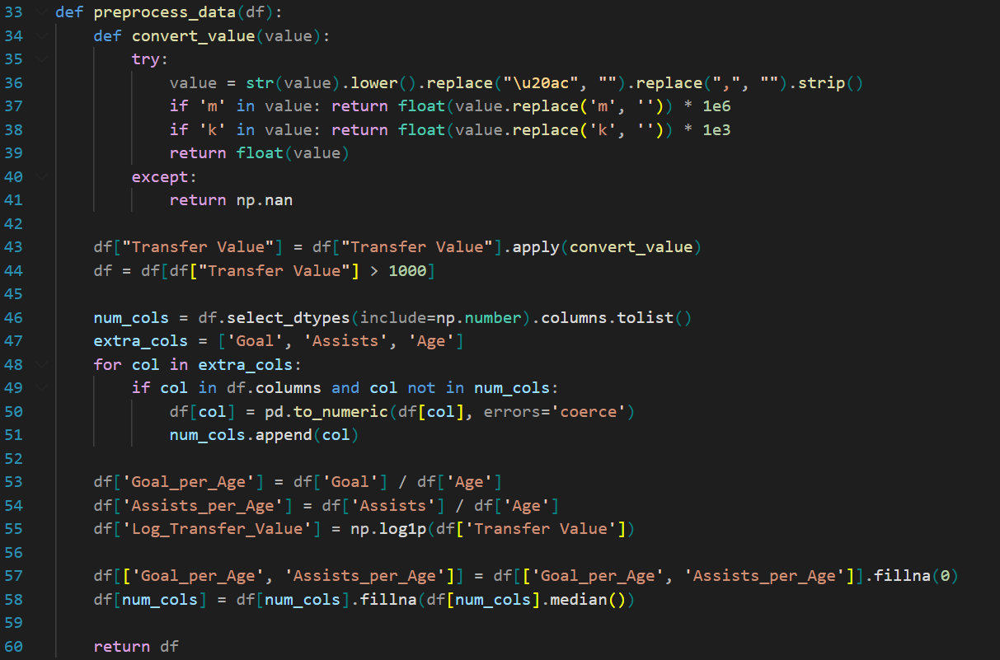 33 def preprocess_data(df):
34     def convert_value(value):
35         try:
36             value = str(value).lower().replace("\u20ac", "").replace(",", "").strip()
37             if 'm' in value: return float(value.replace('m', '')) * 1e6
38             if 'k' in value: return float(value.replace('k', '')) * 1e3
39             return float(value)
40         except:
41             return np.nan
42
43     df["Transfer Value"] = df["Transfer Value"].apply(convert_value)
44     df = df[df["Transfer Value"] > 1000]
45
46     num_cols = df.select_dtypes(include=np.number).columns.tolist()
47     extra_cols = ['Goal', 'Assists', 'Age']
48     for col in extra_cols:
49         if col in df.columns and col not in num_cols:
50             df[col] = pd.to_numeric(df[col], errors='coerce')
51             num_cols.append(col)
52
53     df['Goal_per_Age'] = df['Goal'] / df['Age']
54     df['Assists_per_Age'] = df['Assists'] / df['Age']
55     df['Log_Transfer_Value'] = np.log1p(df['Transfer Value'])
56
57     df[['Goal_per_Age', 'Assists_per_Age']] = df[['Goal_per_Age', 'Assists_per_Age']].fillna(0)
58     df[num_cols] = df[num_cols].fillna(df[num_cols].median())
59
60     return df